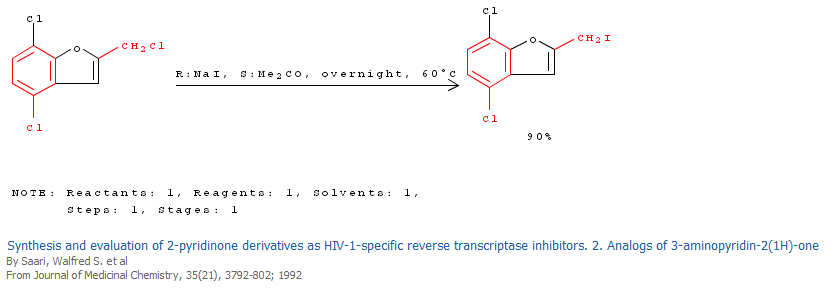 Cl
O
CH2Cl
Cl
R:NaI, S:Me2CO, overnight, 60°C
Cl
O
CH2I
Cl
90%
NOTE: Reactants: 1, Reagents: 1, Solvents: 1,
Steps: 1, Stages: 1
Synthesis and evaluation of 2-pyridinone derivatives as HIV-1-specific reverse transcriptase inhibitors. 2. Analogs of 3-aminopyridin-2(1H)-one
By Saari, Walfred S. et al
From Journal of Medicinal Chemistry, 35(21), 3792-802; 1992